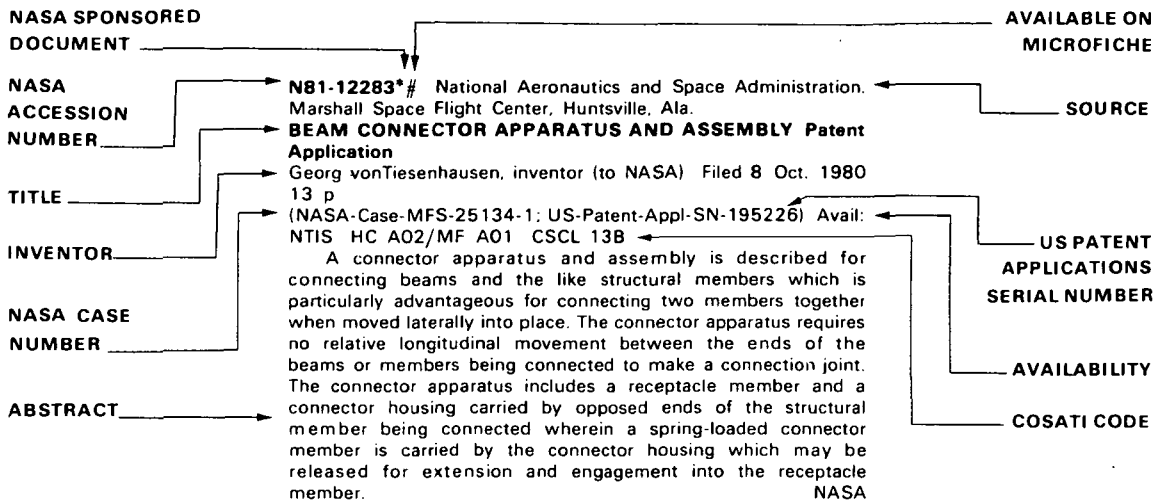 NASA SPONSORED
DOCUMENT
NASA
ACCESSION
NUMBER
TITLE
INVENTOR
NASA CASE
NUMBER
ABSTRACT
N81-12283*# National Aeronautics and Space Administration.
Marshall Space Flight Center, Huntsville, Ala.
BEAM CONNECTOR APPARATUS AND ASSEMBLY Patent
Application
Georg vonTiesenhausen, inventor (to NASA) Filed 8 Oct. 1980
13 p
(NASA-Case-MFS-25134-1; US-Patent-Appl-SN-195226) Avail:
NTIS HC A02/MF A01 CSCL 13B
A connector apparatus and assembly is described for
connecting beams and the like structural members which is
particularly advantageous for connecting two members together
when moved laterally into place. The connector apparatus requires
no relative longitudinal movement between the ends of the
beams or members being connected to make a connection joint.
The connector apparatus includes a receptacle member and a
connector housing carried by opposed ends of the structural
member being connected wherein a spring-loaded connector
member is carried by the connector housing which may be
released for extension and engagement into the receptacle
member. NASA
AVAILABLE ON
MICROFICHE
SOURCE
US PATENT
APPLICATIONS
SERIAL NUMBER
AVAILABILITY
COSATI CODE